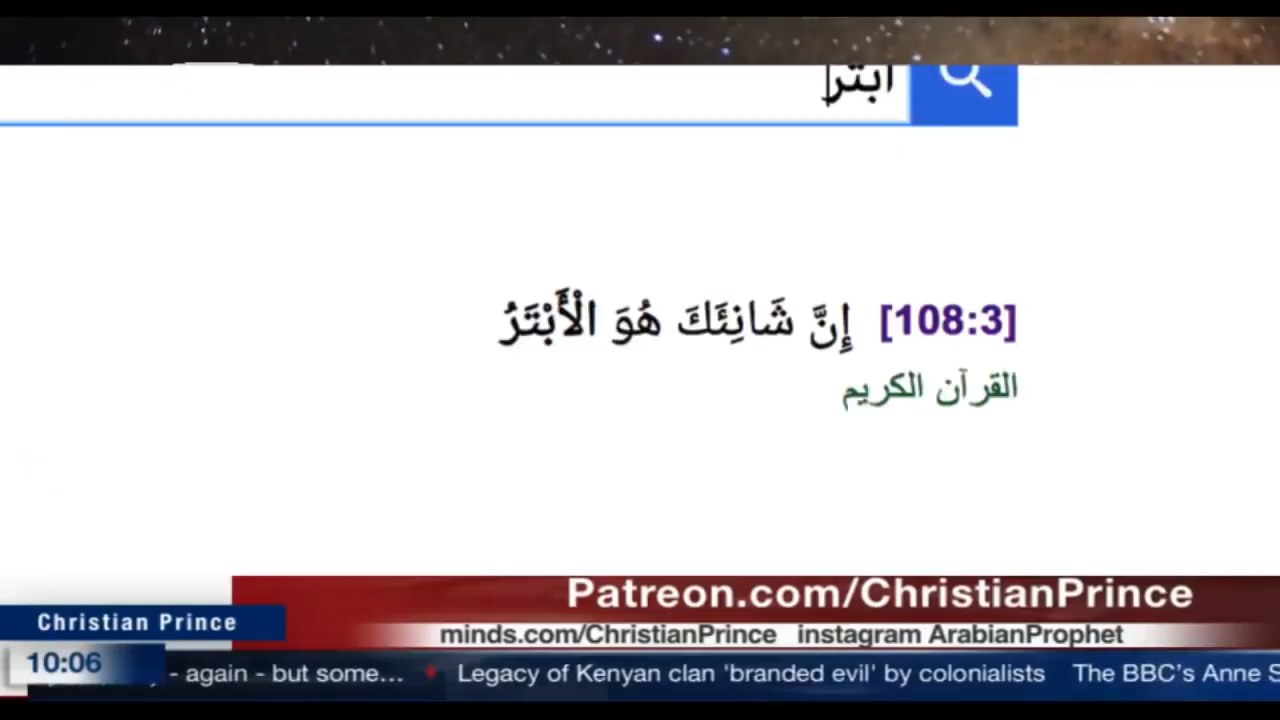 ابتر
[108:3] إِنَّ شَانِئَكَ هُوَ الْأَبْتَرُ
القرآن الكريم
Patreon.com/ChristianPrince
Christian Prince
minds.com/ChristianPrince instagram ArabianProphet
10:06
- again - but some... • Legacy of Kenyan clan 'branded evil' by colonialists The BBC's Anne